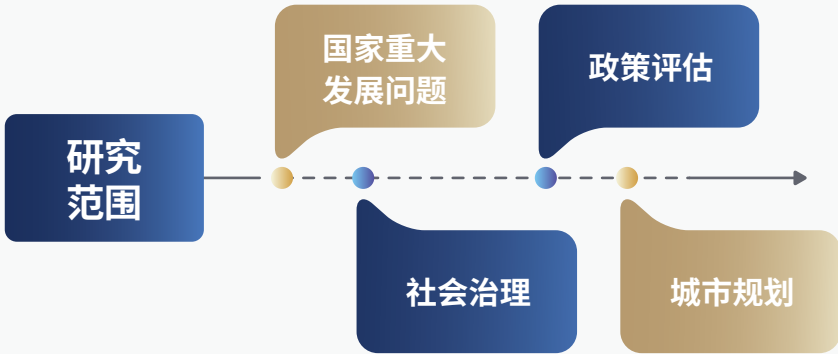 研究
范围
国家重大
发展问题
社会治理
政策评估
城市规划